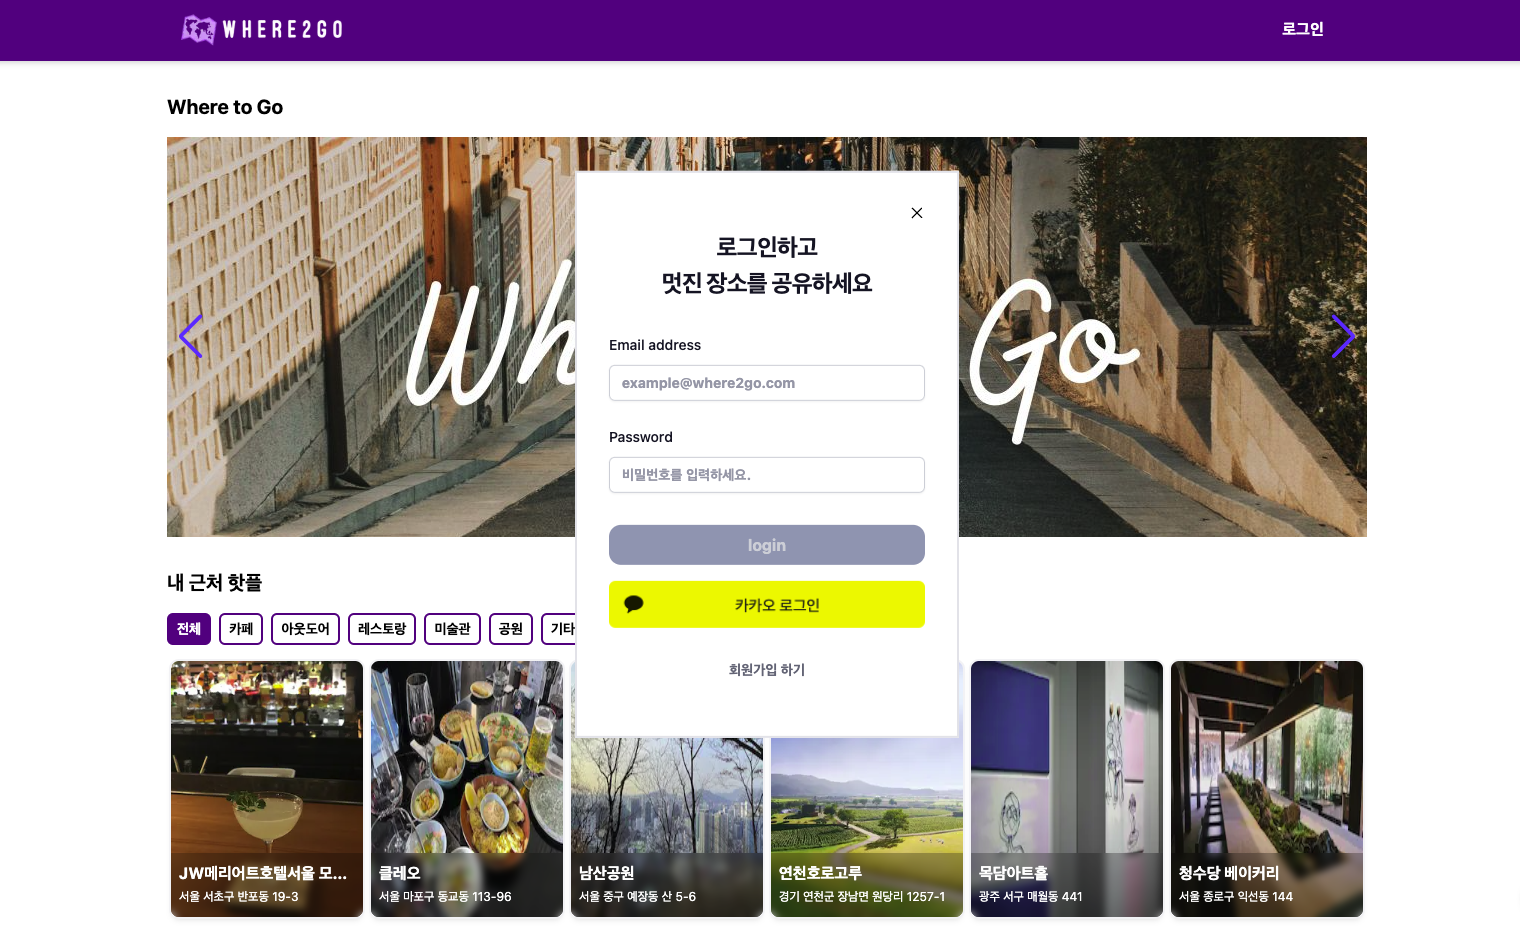 WHERE2GO
로그인
Where to Go
Wh
Go
로그인하고
멋진 장소를 공유하세요
Email address
example@where2go.com
Password
비밀번호를 입력하세요.
login
카카오 로그인
회원가입 하기
내 근처 핫플
전체 카페 아웃도어 레스토랑 미술관 공원 기타
JW메리어트호텔서울 모...
서울 서초구 반포동 19-3
클레오
서울 마포구 동교동 113-96
남산공원
서울 중구 예장동 산 5-6
연천호로고루
경기 연천군 장남면 원당리 1257-1
목담아트홀
광주 서구 매월동 441
청수당 베이커리
서울 종로구 익선동 144